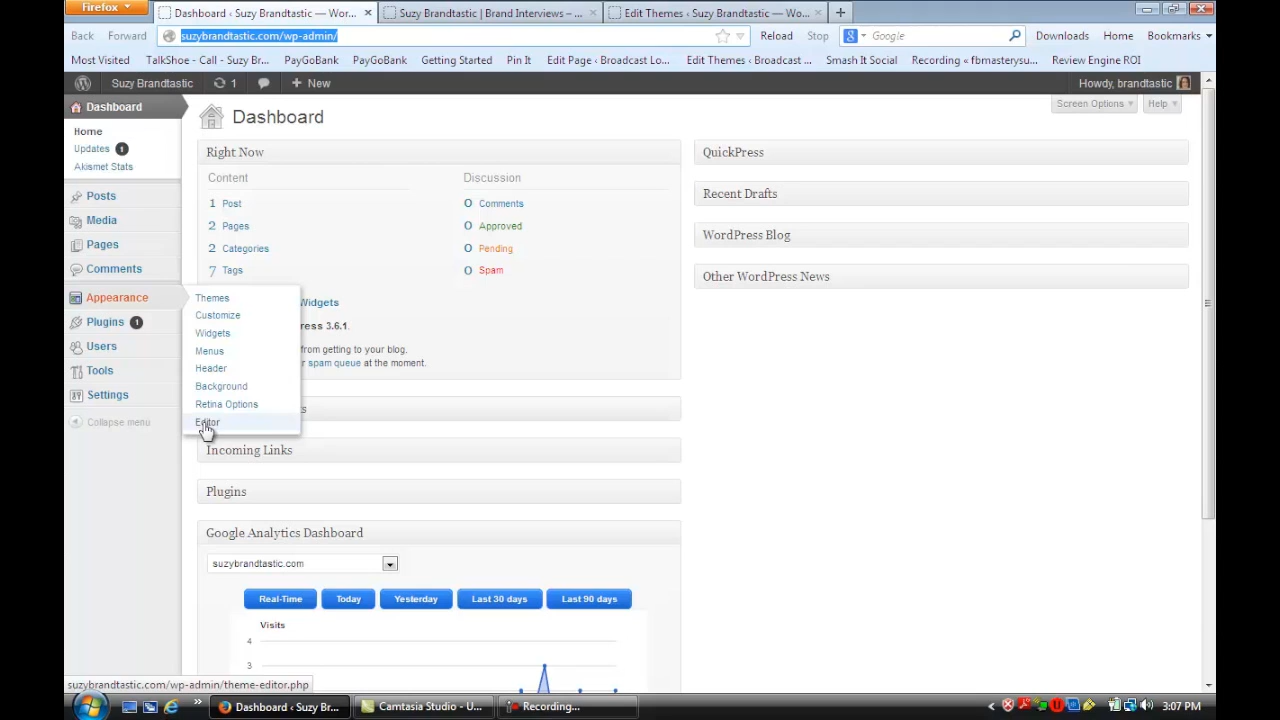 Firefox
Dashboard ‹ Suzy Brandtastic — Wor...
Suzy Brandtastic | Brand Interviews – ...
Edit Themes ‹ Suzy Brandtastic — Wo...
Back
Forward
suzybrandtastic.com/wp-admin/
Google
Reload
Stop
Downloads
Home
Bookmarks
Most Visited
TalkShoe - Call - Suzy Br...
PayGoBank
PayGoBank
Getting Started
Pin It
Edit Page ‹ Broadcast Lo...
Edit Themes ‹ Broadcast ...
Smash It Social
Recording « fbmasterysu...
Review Engine ROI
Suzy Brandtastic
1
New
Howdy, brandtastic
Dashboard
Home
Updates 1
Akismet Stats
Posts
Media
Pages
Comments
Appearance
Plugins 1
Users
Tools
Settings
Collapse menu
Themes
Customize
Widgets
Menus
Header
Background
Retina Options
Editor
Dashboard
Screen Options
Help
Right Now
Content
Discussion
1 Post
0 Comments
2 Pages
0 Approved
2 Categories
0 Pending
7 Tags
0 Spam
Widgets
ress 3.6.1.
from getting to your blog.
r spam queue at the moment.
s
Incoming Links
Plugins
Google Analytics Dashboard
suzybrandtastic.com
Real-Time
Today
Yesterday
Last 30 days
Last 90 days
Visits
4
3
QuickPress
Recent Drafts
WordPress Blog
Other WordPress News
suzybrandtastic.com/wp-admin/theme-editor.php
Dashboard ‹ Suzy Br...
Camtasia Studio - U...
Recording...
3:07 PM